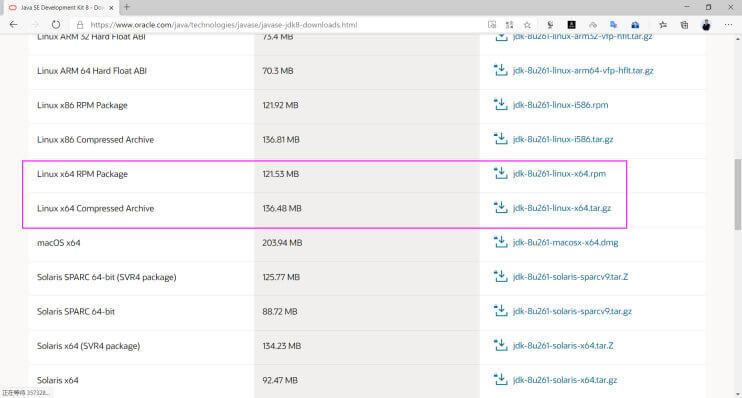 Java SE Development Kit 8 - Dov
https://www.oracle.com/java/technologies/javase/javase-jdk8-downloads.html
Linux ARM 32 Hard Float ABI 73.4 MB jdk-8u261-linux-arm32-vfp-hflt.tar.gz
Linux ARM 64 Hard Float ABI 70.3 MB jdk-8u261-linux-arm64-vfp-hflt.tar.gz
Linux x86 RPM Package 121.92 MB jdk-8u261-linux-i586.rpm
Linux x86 Compressed Archive 136.81 MB jdk-8u261-linux-i586.tar.gz
Linux x64 RPM Package 121.53 MB jdk-8u261-linux-x64.rpm
Linux x64 Compressed Archive 136.48 MB jdk-8u261-linux-x64.tar.gz
macOS x64 203.94 MB jdk-8u261-macosx-x64.dmg
Solaris SPARC 64-bit (SVR4 package) 125.77 MB jdk-8u261-solaris-sparcv9.tar.Z
Solaris SPARC 64-bit 88.72 MB jdk-8u261-solaris-sparcv9.tar.gz
Solaris x64 (SVR4 package) 134.23 MB jdk-8u261-solaris-x64.tar.Z
Solaris x64 92.47 MB jdk-8u261-solaris-x64.tar.gz
正在等待 357328...